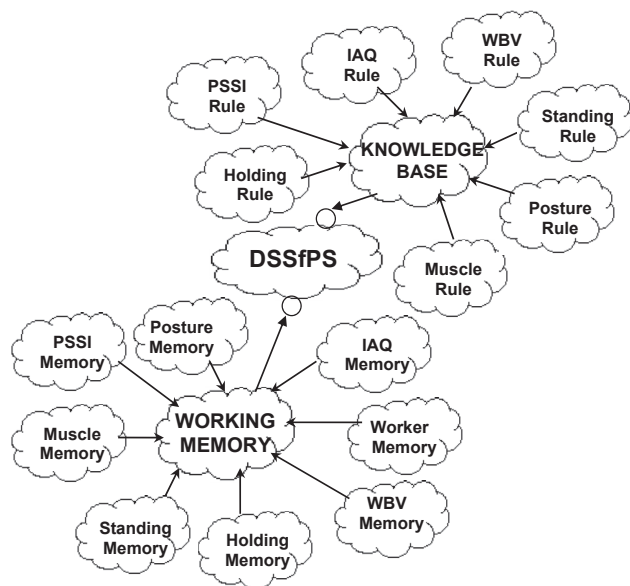 IAQ
Rule
WBV
Rule
PSSI
Rule
Standing
Rule
KNOWLEDGE
BASE
Holding
Rule
Posture
Rule
DSSfPS
Muscle
Rule
Posture
Memory
PSSI
Memory
IAQ
Memory
WORKING
MEMORY
Muscle
Memory
Worker
Memory
WBV
Memory
Standing
Memory
Holding
Memory